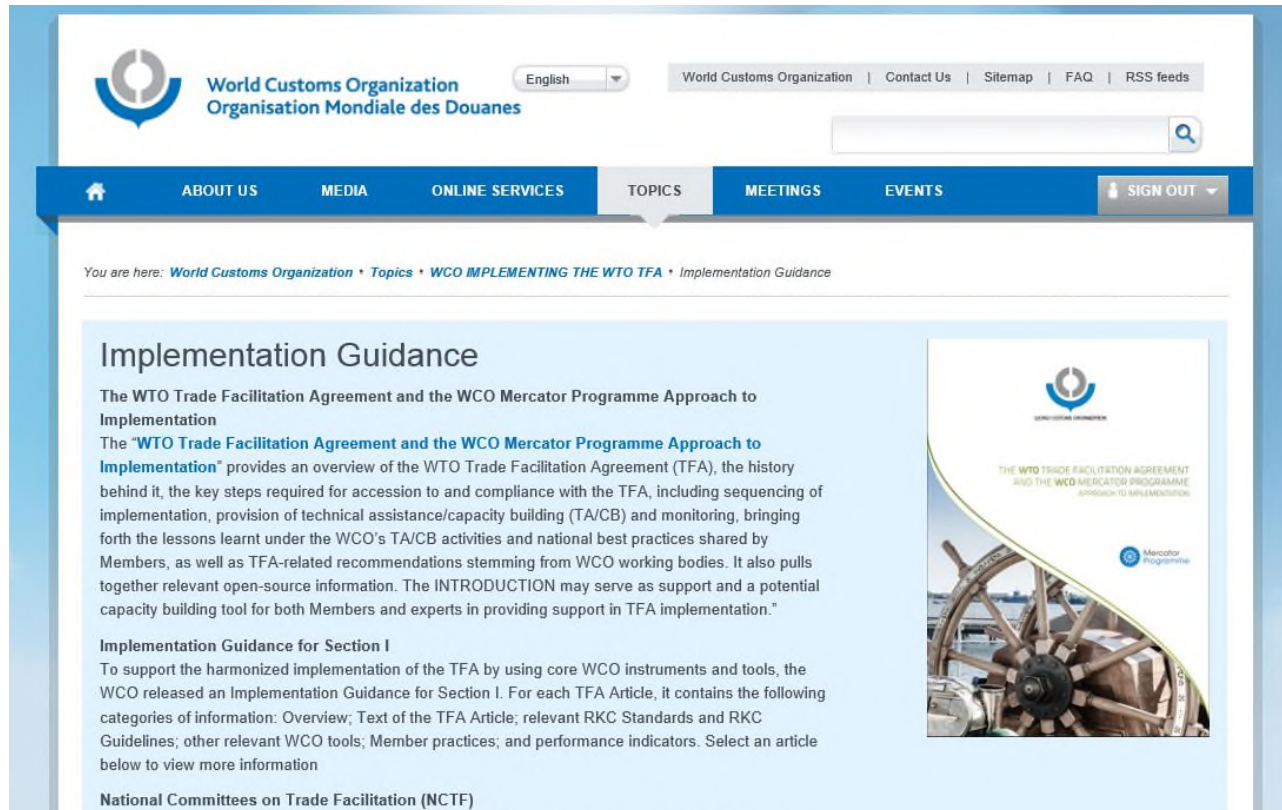 World Customs Organization
Organisation Mondiale des Douanes
English
World Customs Organization | Contact Us | Sitemap | FAQ | RSS feeds
ABOUT US
MEDIA
ONLINE SERVICES
TOPICS
MEETINGS
EVENTS
SIGN OUT
You are here: World Customs Organization • Topics • WCO IMPLEMENTING THE WTO TFA • Implementation Guidance
Implementation Guidance
The WTO Trade Facilitation Agreement and the WCO Mercator Programme Approach to
Implementation
The “WTO Trade Facilitation Agreement and the WCO Mercator Programme Approach to
Implementation” provides an overview of the WTO Trade Facilitation Agreement (TFA), the history
behind it, the key steps required for accession to and compliance with the TFA, including sequencing of
implementation, provision of technical assistance/capacity building (TA/CB) and monitoring, bringing
forth the lessons learnt under the WCO's TA/CB activities and national best practices shared by
Members, as well as TFA-related recommendations stemming from WCO working bodies. It also pulls
together relevant open-source information. The INTRODUCTION may serve as support and a potential
capacity building tool for both Members and experts in providing support in TFA implementation.”
Implementation Guidance for Section I
To support the harmonized implementation of the TFA by using core WCO instruments and tools, the
WCO released an Implementation Guidance for Section I. For each TFA Article, it contains the following
categories of information: Overview; Text of the TFA Article; relevant RKC Standards and RKC
Guidelines; other relevant WCO tools; Member practices; and performance indicators. Select an article
below to view more information
National Committees on Trade Facilitation (NCTF)
WORLD CUSTOMS ORGANIZATION
THE WTO TRADE FACILITATION AGREEMENT
AND THE WCO MERCATOR PROGRAMME
APPROACH TO IMPLEMENTATION
Mercator
Programme